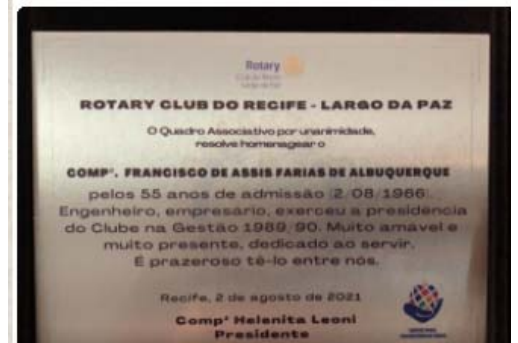 Rotary
ROTARY CLUB DO RECIFE - LARGO DA PAZ
O Quadro Associativo por unanimidade,
resolve homenagear o
COMPº. FRANCISCO DE ASSIS FARIAS DE ALBUQUERQUE
pelos 55 anos de admissão (2/08/1966).
Engenheiro, empresário, exerceu a presidência
do Clube na Gestão 1989/90. Muito amável e
muito presente, dedicado ao servir.
É prazeroso tê-lo entre nós.
Recife, 2 de agosto de 2021
Compª Helenita Leoni
Presidente